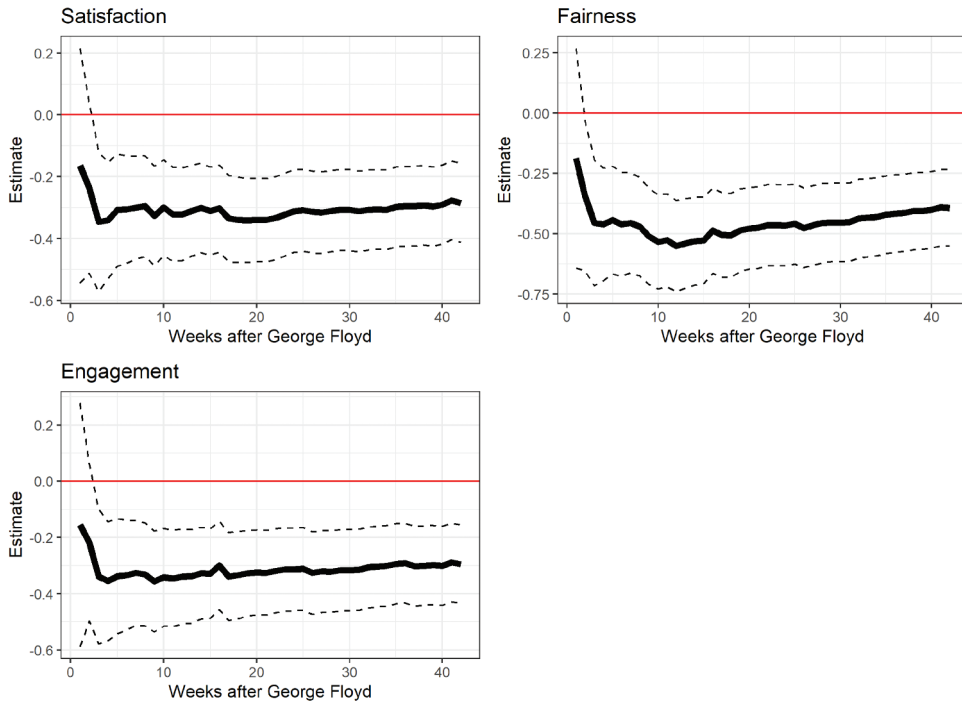 Satisfaction
0.2
0.0
-0.2
-0.4
-0.6
Estimate
0 10 20 30 40
Weeks after George Floyd
Fairness
0.25
0.00
-0.25
-0.50
-0.75
Estimate
0 10 20 30 40
Weeks after George Floyd
Engagement
0.2
0.0
-0.2
-0.4
-0.6
Estimate
0 10 20 30 40
Weeks after George Floyd